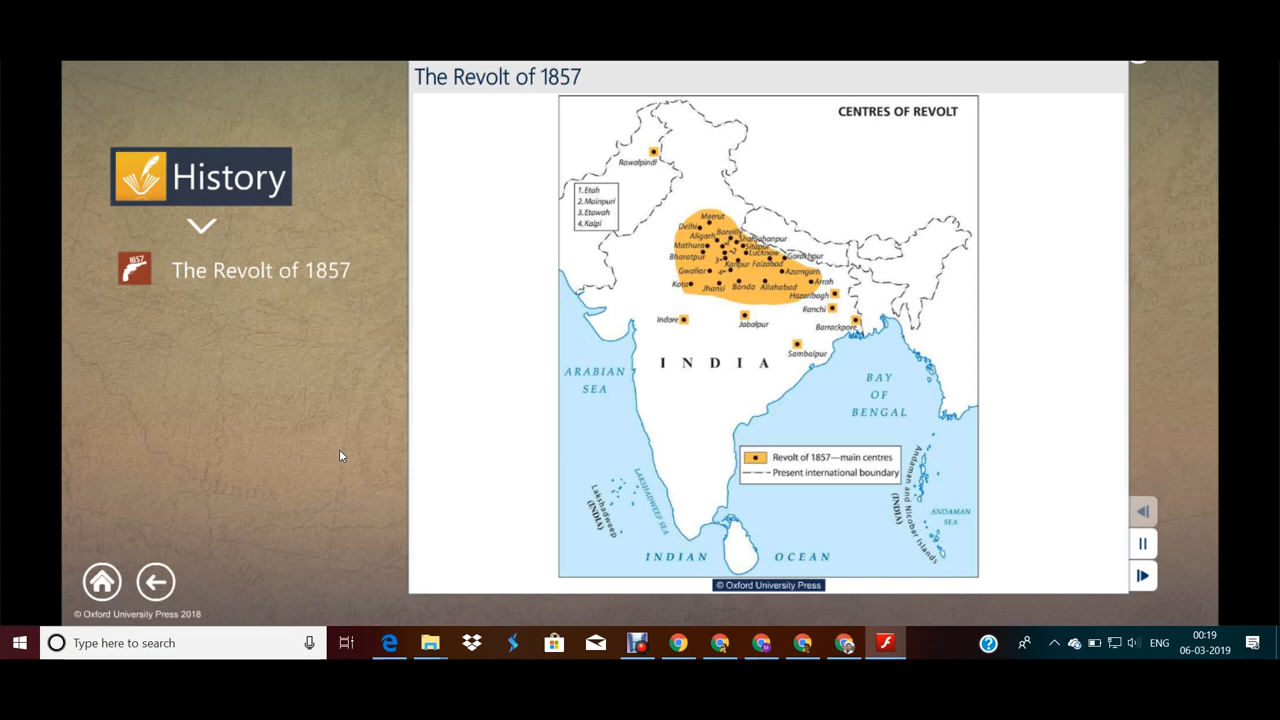 The Revolt of 1857
History
1857
The Revolt of 1857
CENTRES OF REVOLT
Rawalpindi
1. Etah
2. Mainpuri
3. Etawah
4. Kalpi
Meerut
Delhi
Bareilly
Aligarh
Shahjahanpur
Mathura
2
Sitapur
Bharatpur
Lucknow
Gorakhpur
3
Kanpur
Faizabad
Gwalior
4
Azamgarh
Kota
Jhansi
Banda
Allahabad
Arrah
Hazaribagh
Ranchi
Indore
Jabalpur
Barrackpore
Sambalpur
INDIA
ARABIAN
SEA
BAY
OF
BENGAL
Revolt of 1857—main centres
Present international boundary
LAKSHADWEEP SEA
Lakshadweep
(INDIA)
Andaman and Nicobar Islands
(INDIA)
ANDAMAN
SEA
INDIAN OCEAN
© Oxford University Press
© Oxford University Press 2018
Type here to search
ENG
00:19
06-03-2019